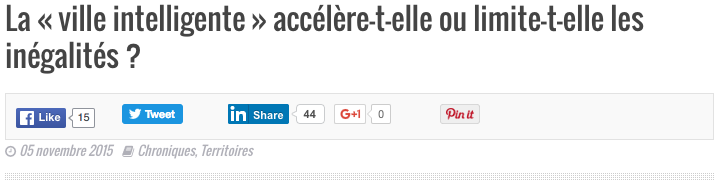 La « ville intelligente » accélère-t-elle ou limite-t-elle les
inégalités ?
Like 15 Tweet in Share 44 G+1 0 Pin it
05 novembre 2015 Chroniques, Territoires